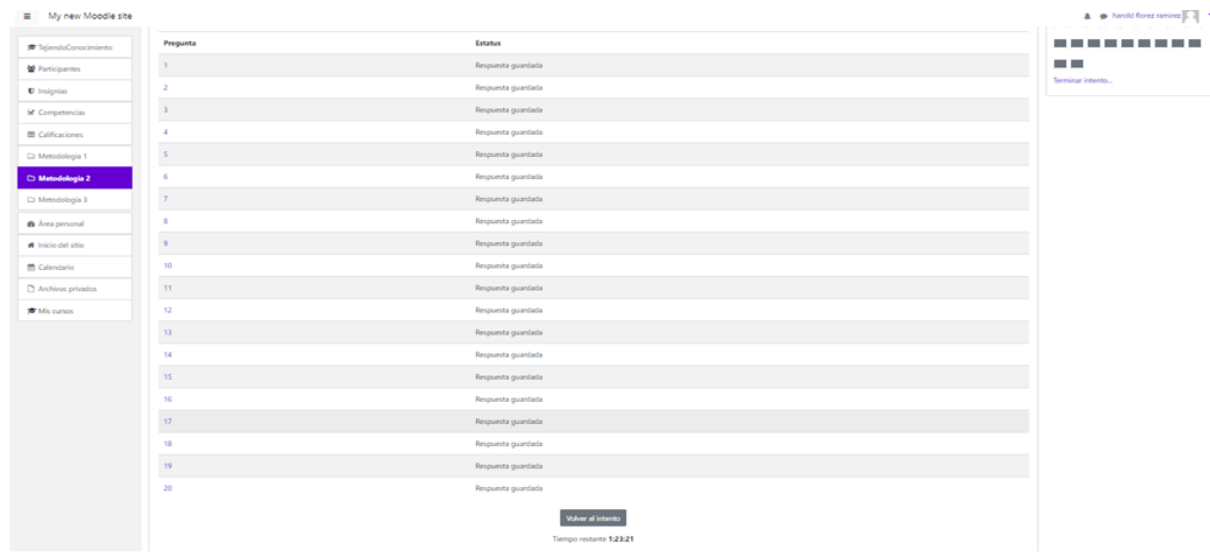 My new Moodle site
harold florez ramirez
TejiendoConocimiento
Participantes
Insignias
Competencias
Calificaciones
Metodología 1
Metodología 2
Metodología 3
Área personal
Inicio del sitio
Calendario
Archivos privados
Mis cursos
Pregunta Estatus
1 Respuesta guardada
2 Respuesta guardada
3 Respuesta guardada
4 Respuesta guardada
5 Respuesta guardada
6 Respuesta guardada
7 Respuesta guardada
8 Respuesta guardada
9 Respuesta guardada
10 Respuesta guardada
11 Respuesta guardada
12 Respuesta guardada
13 Respuesta guardada
14 Respuesta guardada
15 Respuesta guardada
16 Respuesta guardada
17 Respuesta guardada
18 Respuesta guardada
19 Respuesta guardada
20 Respuesta guardada
Volver al intento
Tiempo restante 1:23:21
Terminar intento...